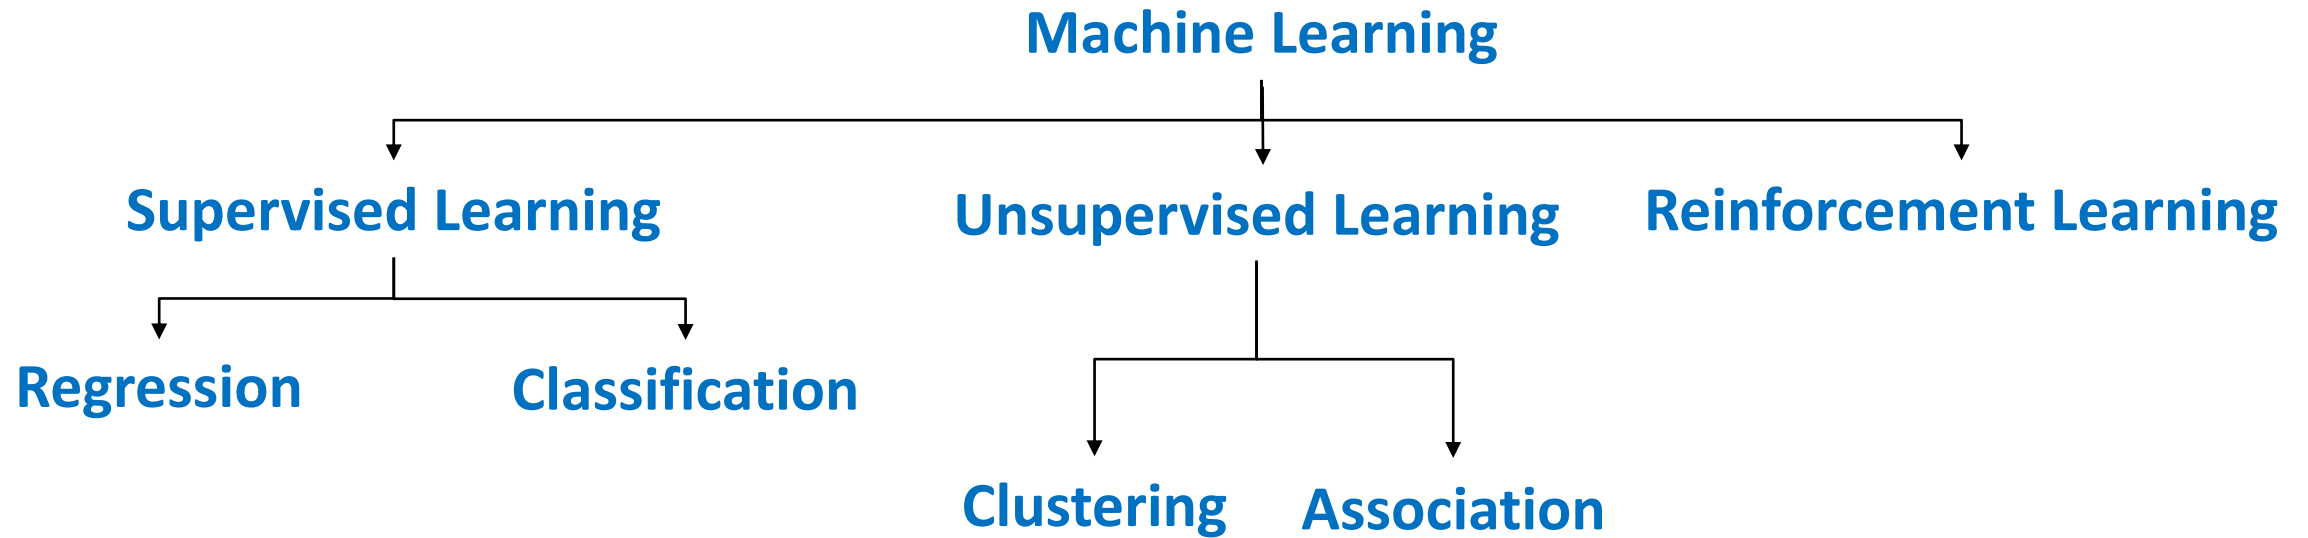 Machine Learning
Supervised Learning
Unsupervised Learning
Reinforcement Learning
Regression
Classification
Clustering
Association